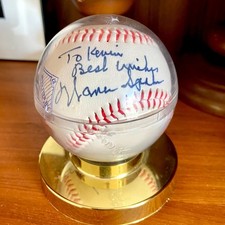 To Kevin
Best Wishes
Warren Spahn